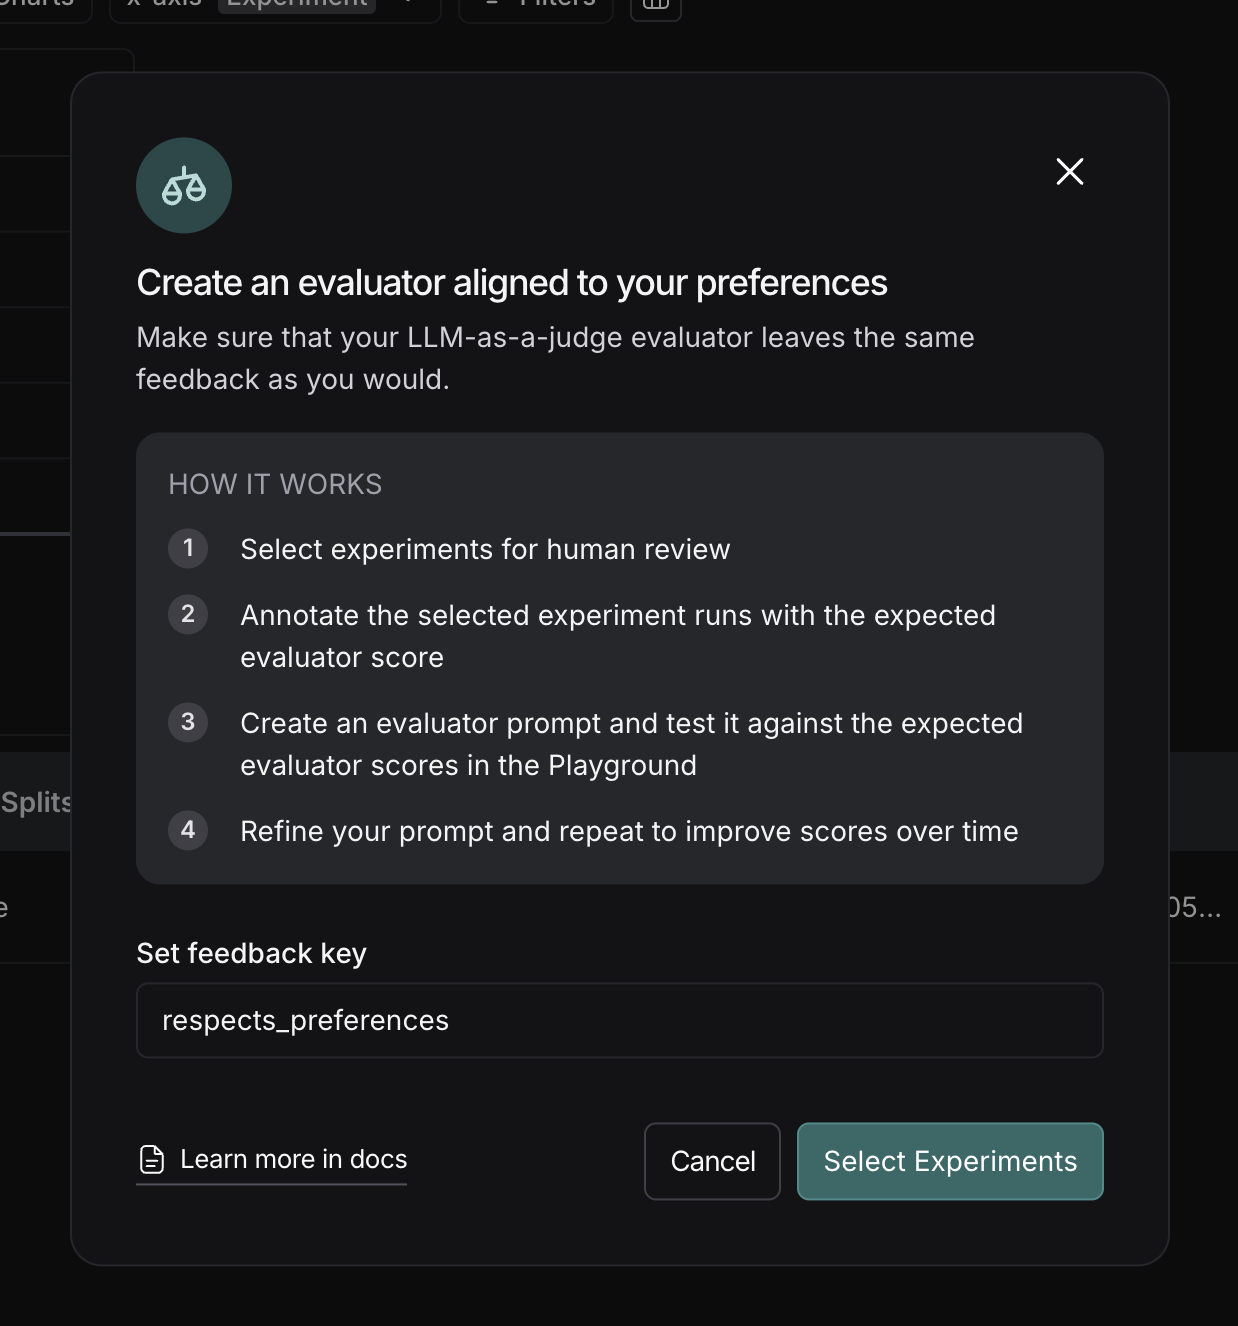 Charts
x-axis Experiment
Filters
Create an evaluator aligned to your preferences
Make sure that your LLM-as-a-judge evaluator leaves the same
feedback as you would.
HOW IT WORKS
1 Select experiments for human review
2 Annotate the selected experiment runs with the expected
evaluator score
3 Create an evaluator prompt and test it against the expected
evaluator scores in the Playground
4 Refine your prompt and repeat to improve scores over time
Splits
e
05...
Set feedback key
respects_preferences
Learn more in docs
Cancel
Select Experiments